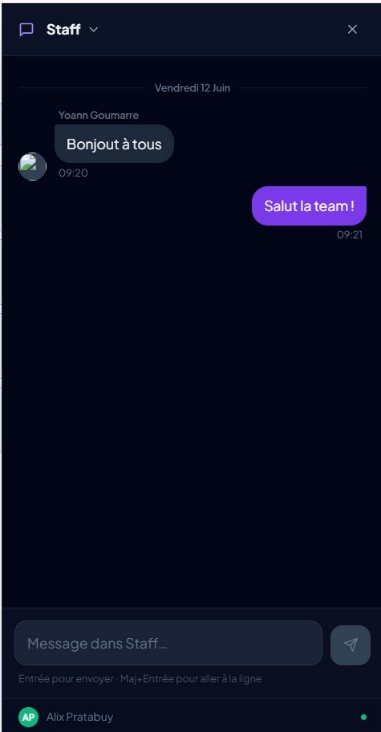 Staff
Vendredi 12 Juin
Yoann Goumarre
Bonjout à tous
09:20
Salut la team !
09:21
Message dans Staff...
Entrée pour envoyer · Maj+Entrée pour aller à la ligne
AP Alix Pratabuy